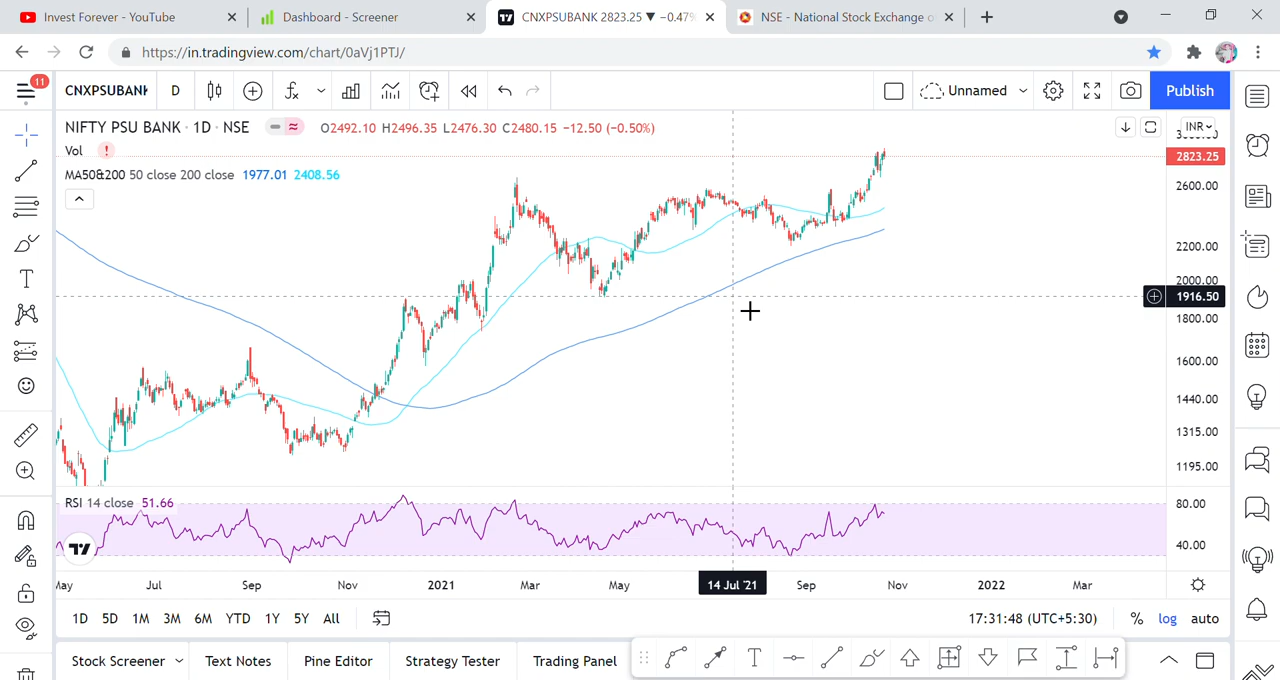 Invest Forever - YouTube
Dashboard - Screener
CNXPSUBANK 2823.25 ▼ −0.47%
NSE - National Stock Exchange o
https://in.tradingview.com/chart/0aVj1PTJ/
11
CNXPSUBANK D
Unnamed
Publish
NIFTY PSU BANK · 1D · NSE O2492.10 H2496.35 L2476.30 C2480.15 −12.50 (−0.50%)
INR
Vol !
2823.25
MA50&200 50 close 200 close 1977.01 2408.56
2600.00
2200.00
2000.00
1916.50
1800.00
1600.00
1440.00
1315.00
1195.00
RSI 14 close 51.66
80.00
40.00
May Jul Sep Nov 2021 Mar May 14 Jul '21 Sep Nov 2022 Mar
1D 5D 1M 3M 6M YTD 1Y 5Y All
17:31:48 (UTC+5:30) % log auto
Stock Screener Text Notes Pine Editor Strategy Tester Trading Panel